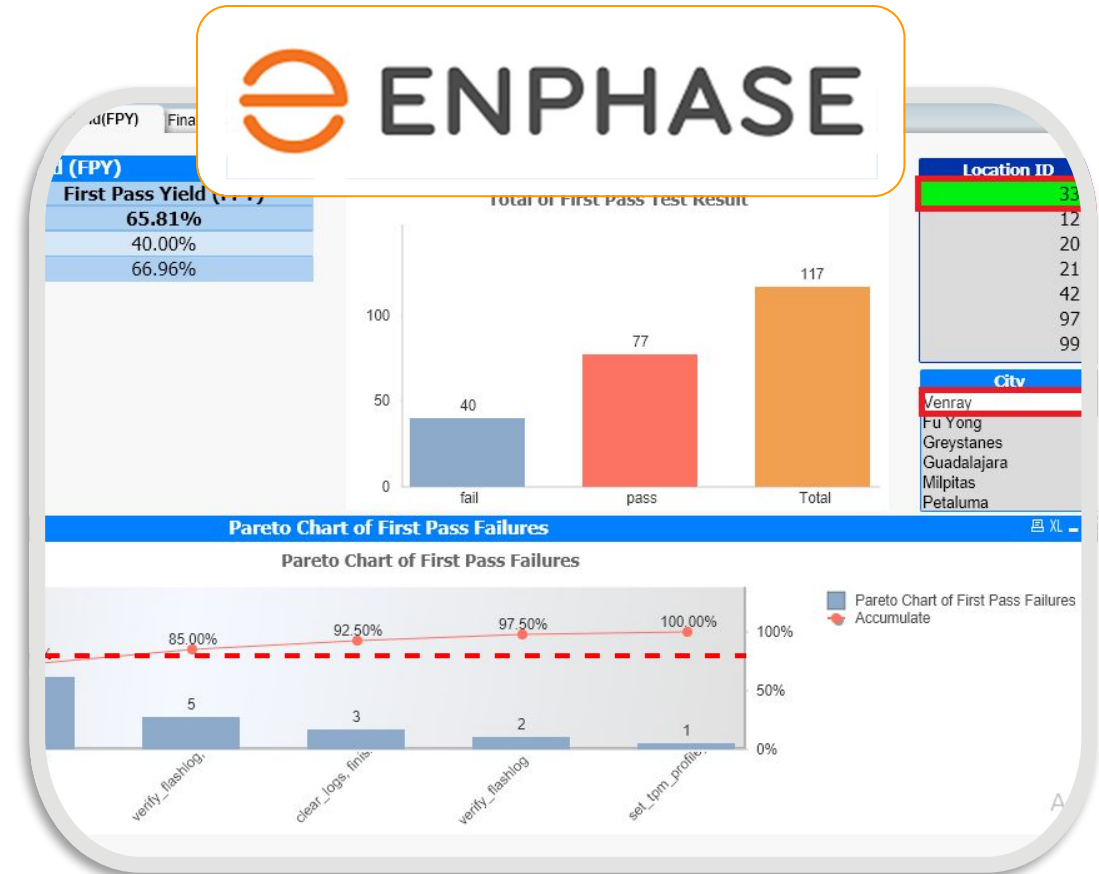 ENPHASE
(FPY)
First Pass Yield
65.81%
40.00%
66.96%
Total of First Pass Test Result
100
50
0
40
77
117
fail
pass
Total
Location ID
33
12
20
21
42
97
99
City
Venray
Fu Yong
Greystanes
Guadalajara
Milpitas
Petaluma
Pareto Chart of First Pass Failures
XL
Pareto Chart of First Pass Failures
Pareto Chart of First Pass Failures
Accumulate
85.00%
92.50%
97.50%
100.00%
100%
50%
0%
5
3
2
1
verify_flashlog,
clear_logs, finis
verify_flashlog
set_tpm_profile,